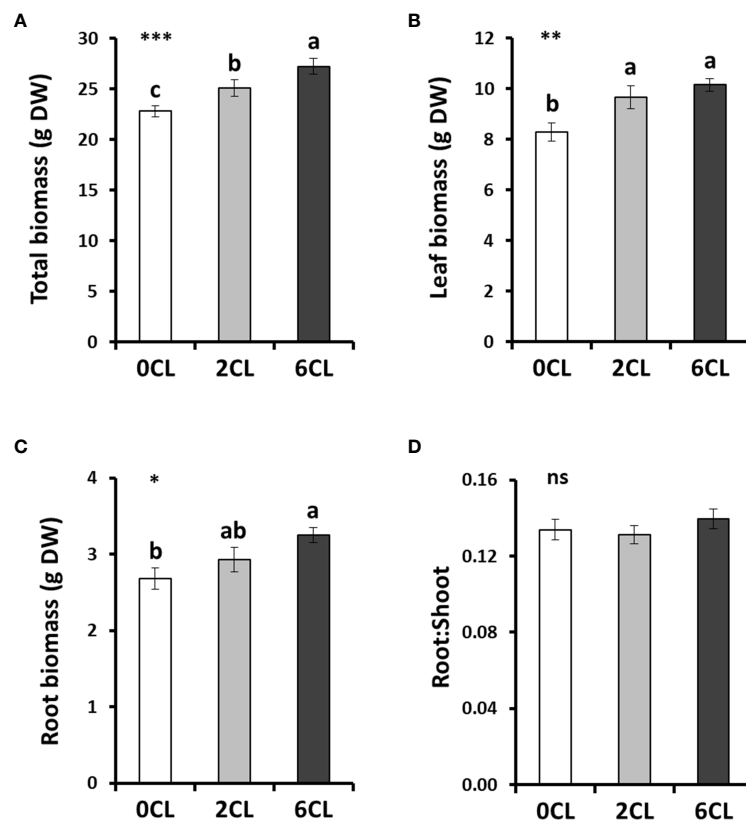 A
Total biomass (g DW)
30
25
20
15
10
5
0
***
c
b
a
0CL 2CL 6CL
B
Leaf biomass (g DW)
12
10
8
6
4
2
0
**
b
a
a
0CL 2CL 6CL
C
Root biomass (g DW)
4
3
2
1
0
*
b
ab
a
0CL 2CL 6CL
D
Root:Shoot
0.16
0.12
0.08
0.04
0.00
ns
0CL 2CL 6CL